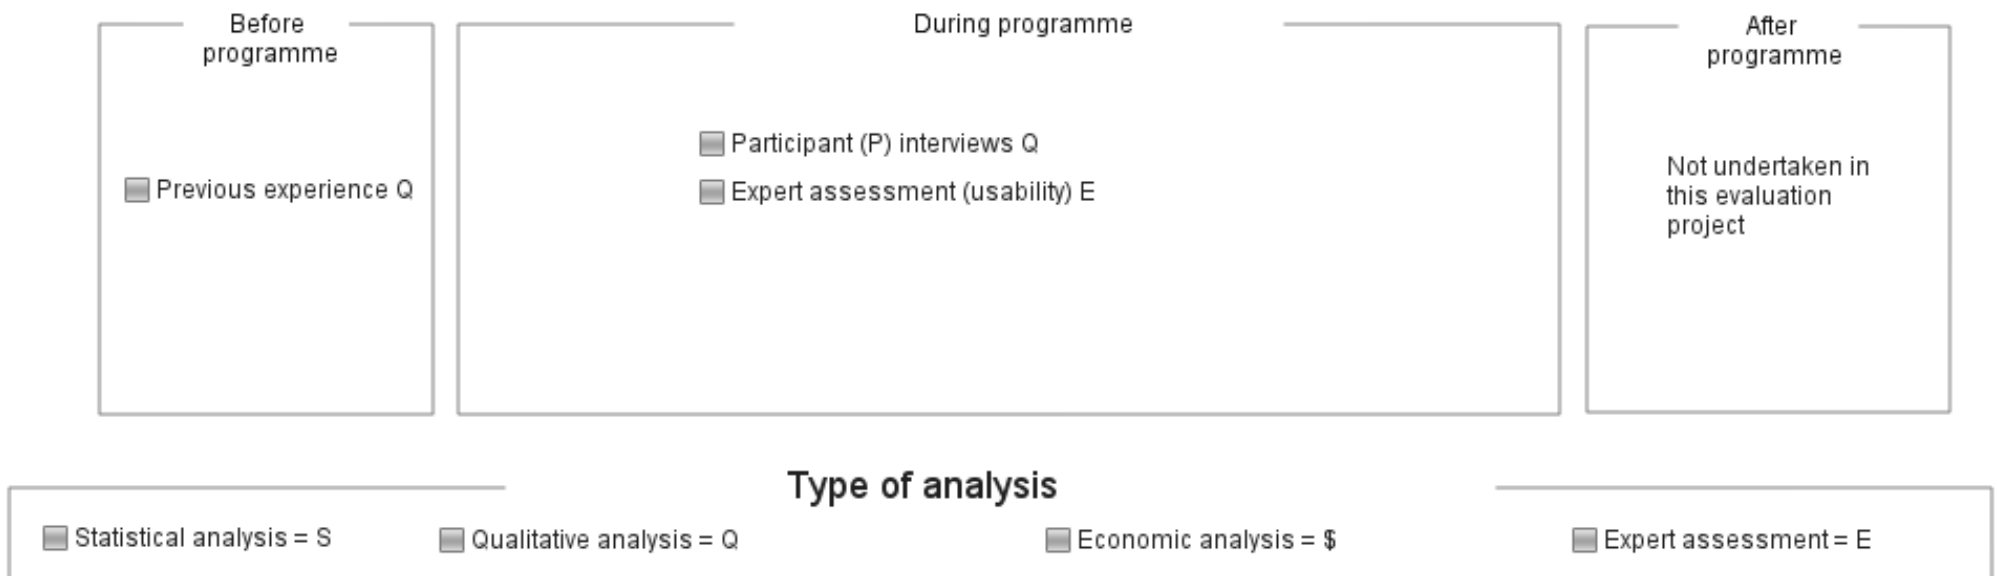 Before
programme
During programme
After
programme
Previous experience Q
Participant (P) interviews Q
Expert assessment (usability) E
Not undertaken in
this evaluation
project
Type of analysis
Statistical analysis = S
Qualitative analysis = Q
Economic analysis = $
Expert assessment = E